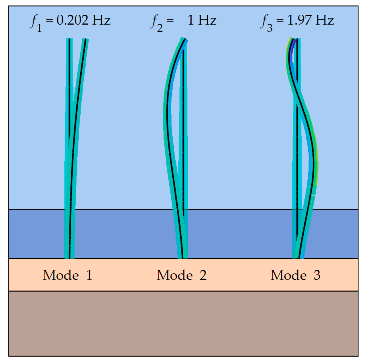 f1 = 0.202 Hz f2 = 1 Hz f3 = 1.97 Hz
Mode 1 Mode 2 Mode 3